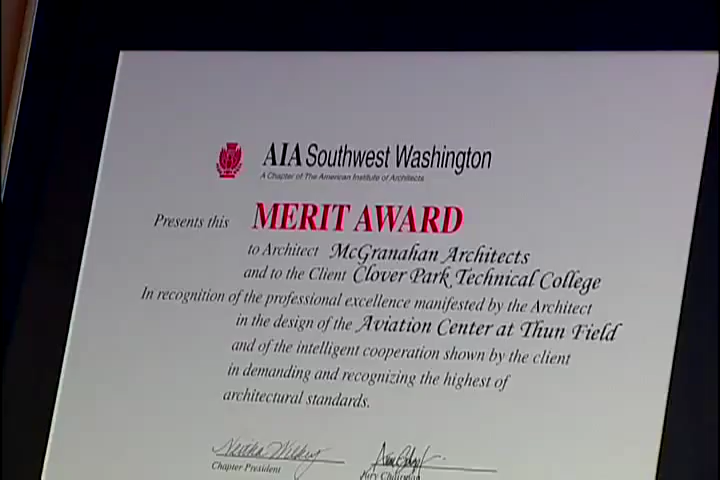 AIA Southwest Washington
A Chapter of The American Institute of Architects
Presents this MERIT AWARD
to Architect McGranahan Architects
and to the Client Clover Park Technical College
In recognition of the professional excellence manifested by the Architect
in the design of the Aviation Center at Thun Field
and of the intelligent cooperation shown by the client
in demanding and recognizing the highest of
architectural standards.
Chapter President
Jury Chairman